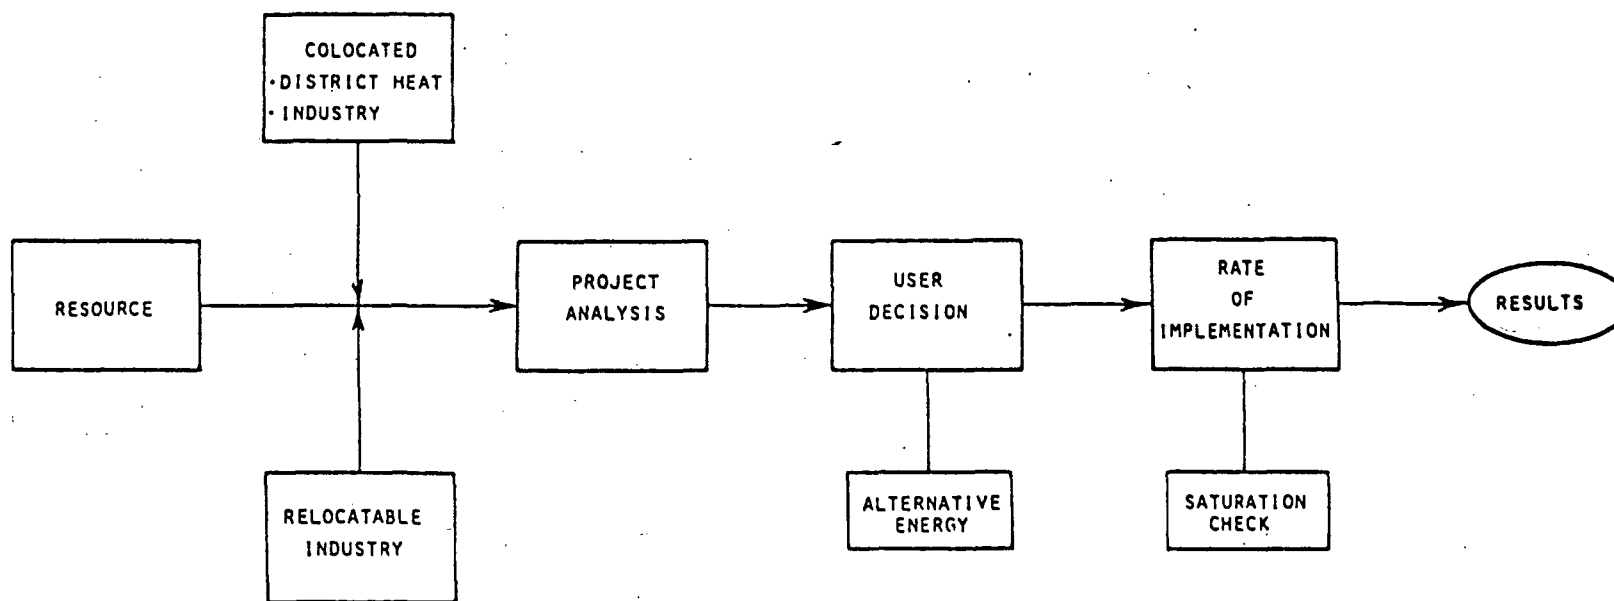 COLOCATED
·DISTRICT HEAT
·INDUSTRY
RESOURCE
PROJECT
ANALYSIS
USER
DECISION
RATE
OF
IMPLEMENTATION
RESULTS
RELOCATABLE
INDUSTRY
ALTERNATIVE
ENERGY
SATURATION
CHECK